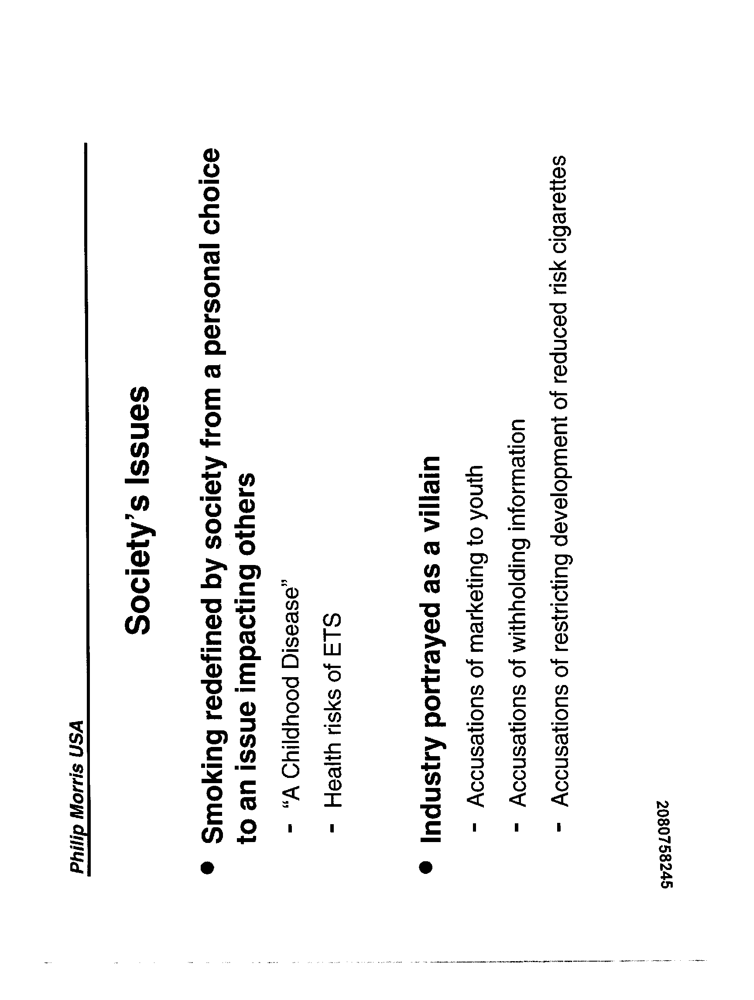 Philip Morris USA
Society's Issues
● Smoking redefined by society from a personal choice
to an issue impacting others
- "A Childhood Disease"
- Health risks of ETS
● Industry portrayed as a villain
- Accusations of marketing to youth
- Accusations of withholding information
- Accusations of restricting development of reduced risk cigarettes
2080758245